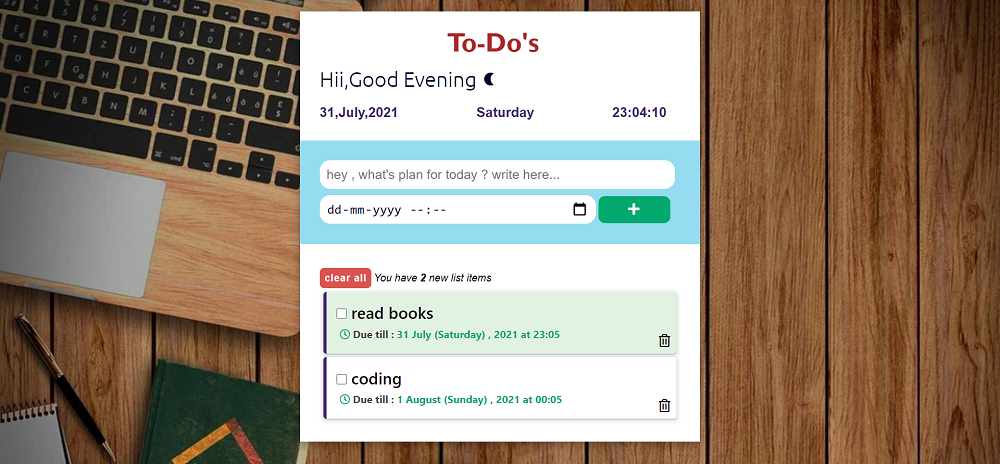 To-Do's
Hii,Good Evening
31,July,2021 Saturday 23:04:10
hey , what's plan for today ? write here...
dd-mm-yyyy --:-- +
clear all You have 2 new list items
read books
Due till : 31 July (Saturday) , 2021 at 23:05
coding
Due till : 1 August (Sunday) , 2021 at 00:05